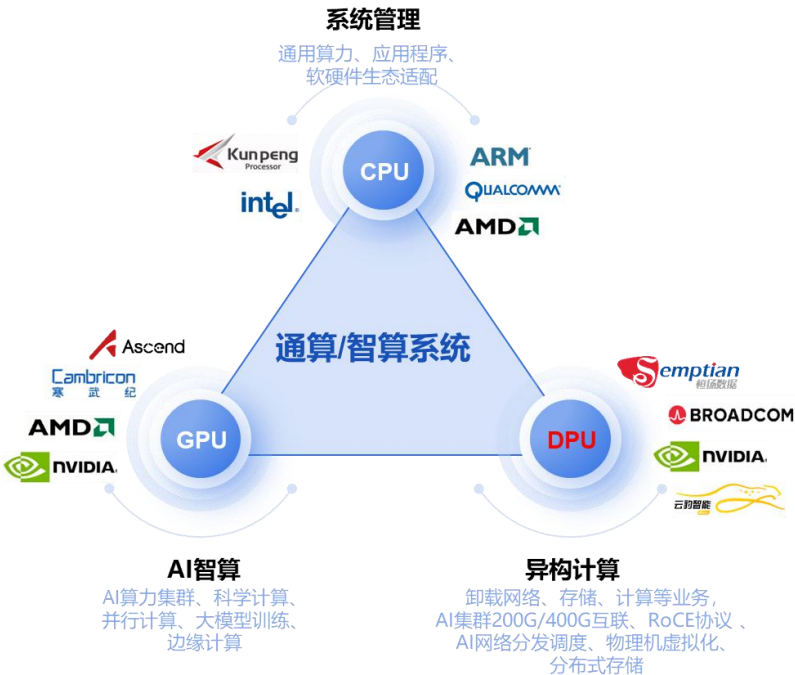 系统管理
通用算力、应用程序、
软硬件生态适配
Kunpeng
Processor
intel
CPU
ARM
QUALCOMM
AMD
通算/智算系统
Ascend
Cambricon
寒武纪
AMD
NVIDIA
GPU
DPU
Semptian
恒扬数据
BROADCOM
NVIDIA
云豹智能
AI智算
AI算力集群、科学计算、
并行计算、大模型训练、
边缘计算
异构计算
卸载网络、存储、计算等业务，
AI集群200G/400G互联、RoCE协议 、
AI网络分发调度、物理机虚拟化、
分布式存储